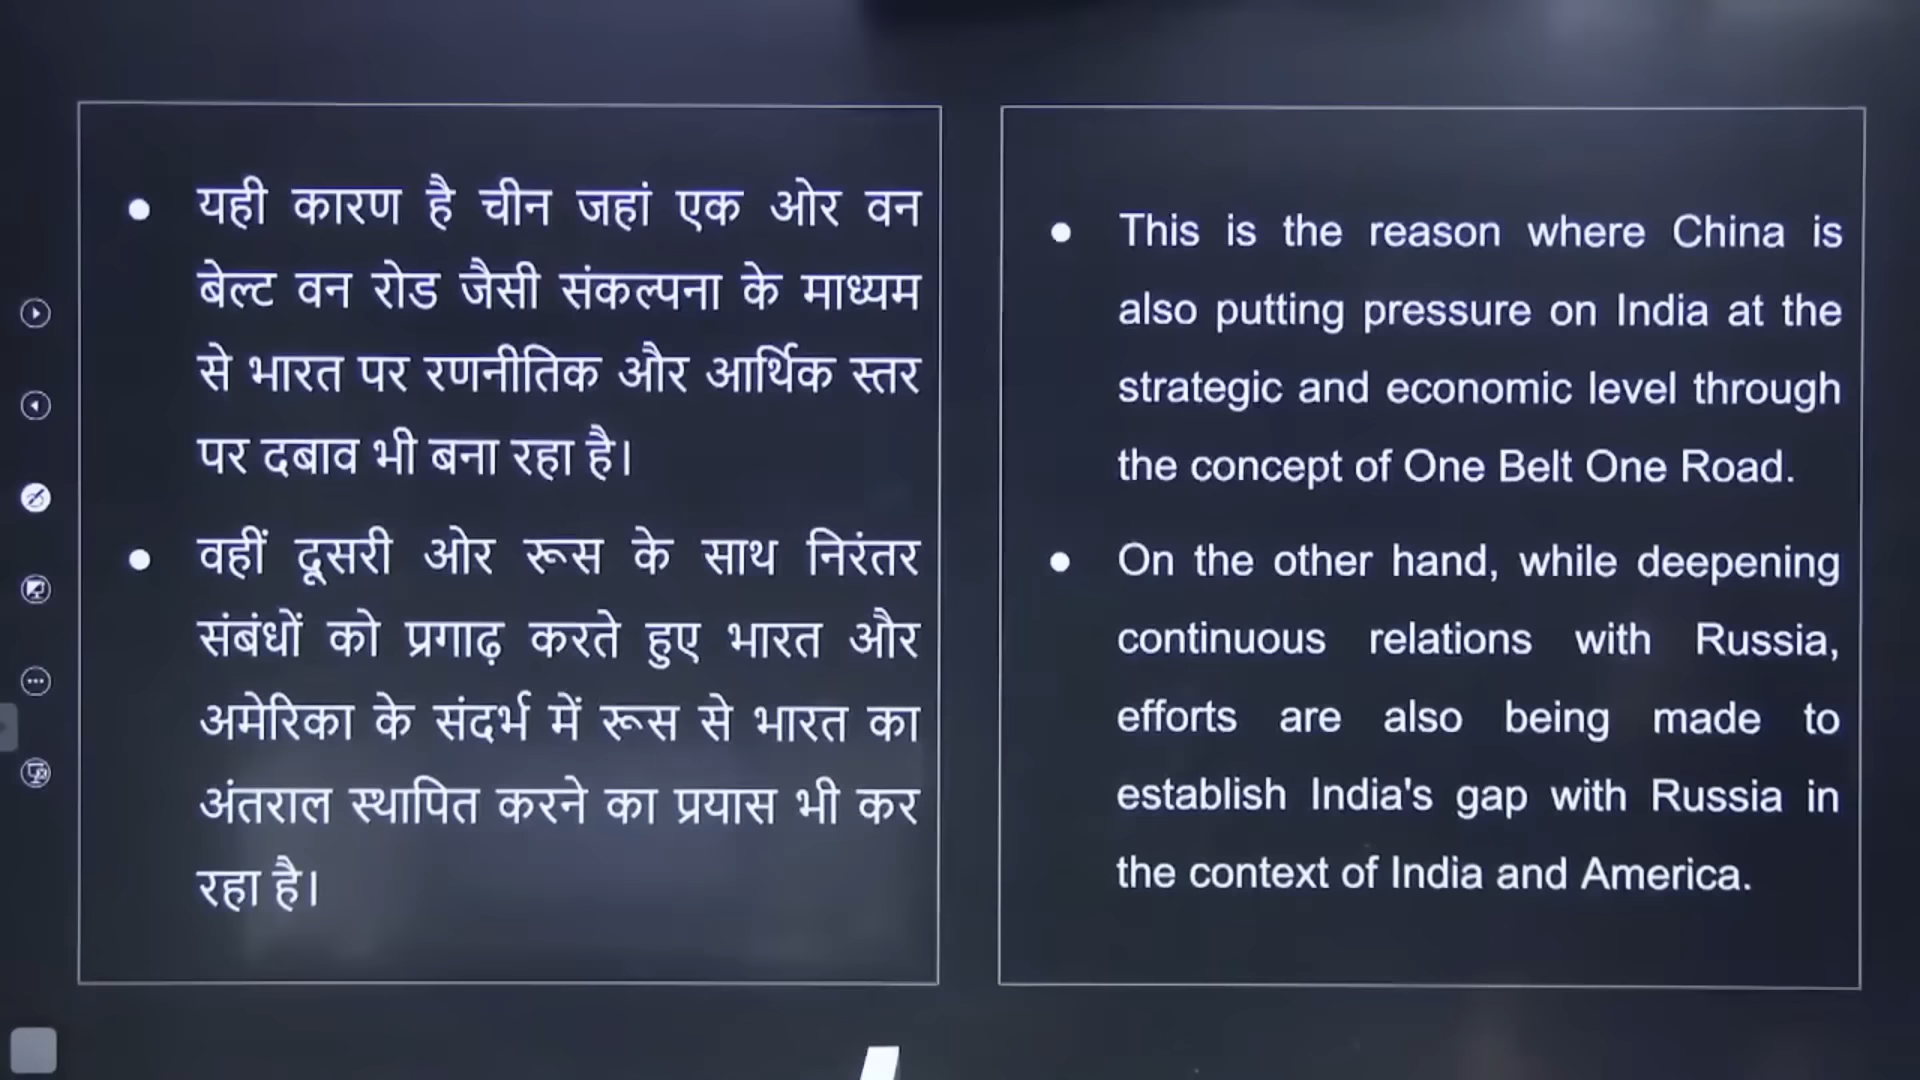 यही कारण है चीन जहां एक ओर वन
बेल्ट वन रोड जैसी संकल्पना के माध्यम
से भारत पर रणनीतिक और आर्थिक स्तर
पर दबाव भी बना रहा है।
वहीं दूसरी ओर रूस के साथ निरंतर
संबंधों को प्रगाढ़ करते हुए भारत और
अमेरिका के संदर्भ में रूस से भारत का
अंतराल स्थापित करने का प्रयास भी कर
रहा है।
This is the reason where China is
also putting pressure on India at the
strategic and economic level through
the concept of One Belt One Road.
On the other hand, while deepening
continuous relations with Russia,
efforts are also being made to
establish India's gap with Russia in
the context of India and America.